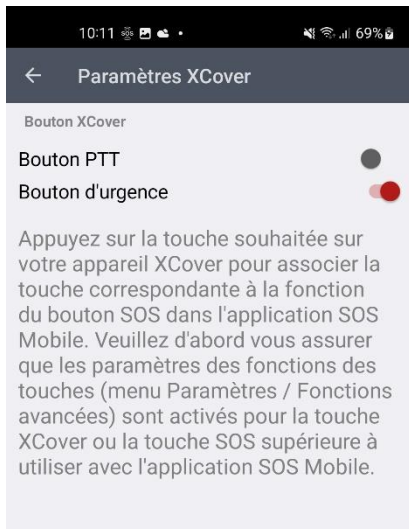 10:11 69%
Paramètres XCover
Bouton XCover
Bouton PTT
Bouton d'urgence
Appuyez sur la touche souhaitée sur
votre appareil XCover pour associer la
touche correspondante à la fonction
du bouton SOS dans l'application SOS
Mobile. Veuillez d'abord vous assurer
que les paramètres des fonctions des
touches (menu Paramètres / Fonctions
avancées) sont activés pour la touche
XCover ou la touche SOS supérieure à
utiliser avec l'application SOS Mobile.